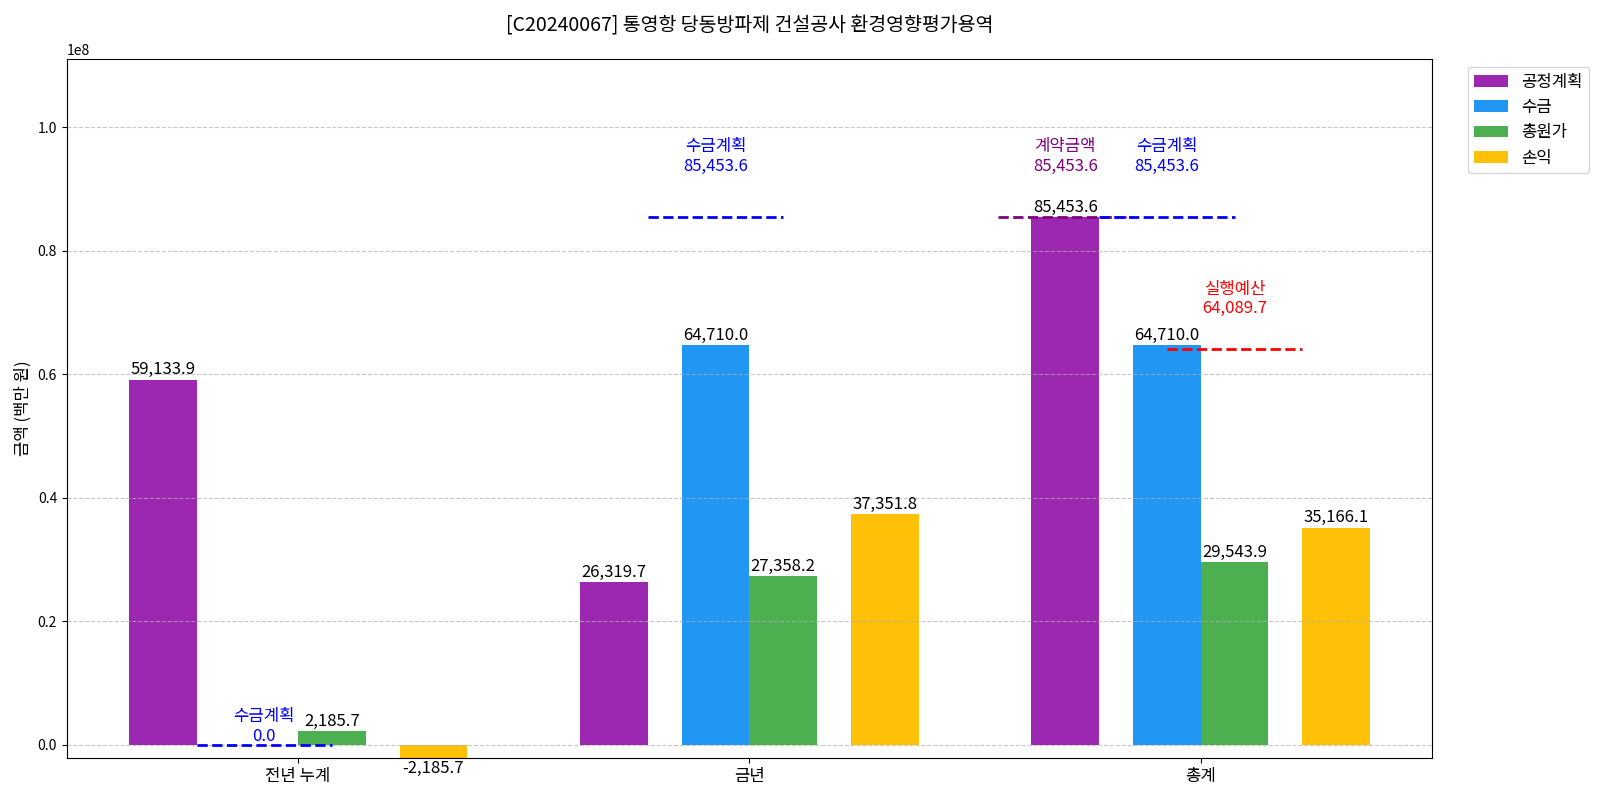 [C20240067] 통영항 당동방파제 건설공사 환경영향평가용역
1e8
공정계획
수금
총원가
손익
1.0
0.8
0.6
0.4
0.2
0.0
금액 (백만 원)
수금계획
85,453.6
계약금액
85,453.6
수금계획
85,453.6
85,453.6
실행예산
64,089.7
64,710.0
64,710.0
59,133.9
37,351.8
35,166.1
26,319.7
27,358.2
29,543.9
수금계획
0.0
2,185.7
-2,185.7
전년 누계
금년
총계